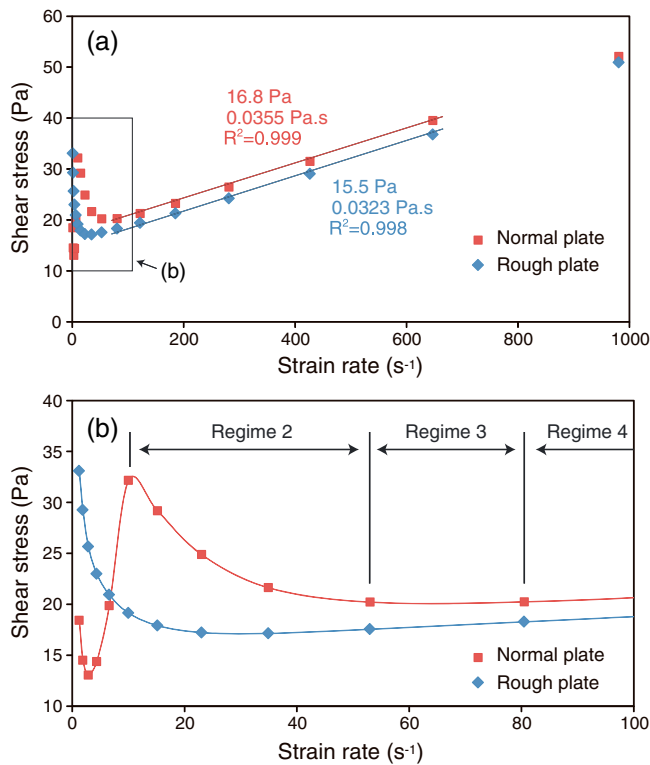 (a)
Shear stress (Pa)
60
50
40
30
20
10
0
16.8 Pa
0.0355 Pa.s
R²=0.999
15.5 Pa
0.0323 Pa.s
R²=0.998
Normal plate
Rough plate
(b)
0
200
400
600
800
1000
Strain rate (s⁻¹)
(b)
Shear stress (Pa)
40
35
30
25
20
15
10
Regime 2
Regime 3
Regime 4
Normal plate
Rough plate
0
20
40
60
80
100
Strain rate (s⁻¹)